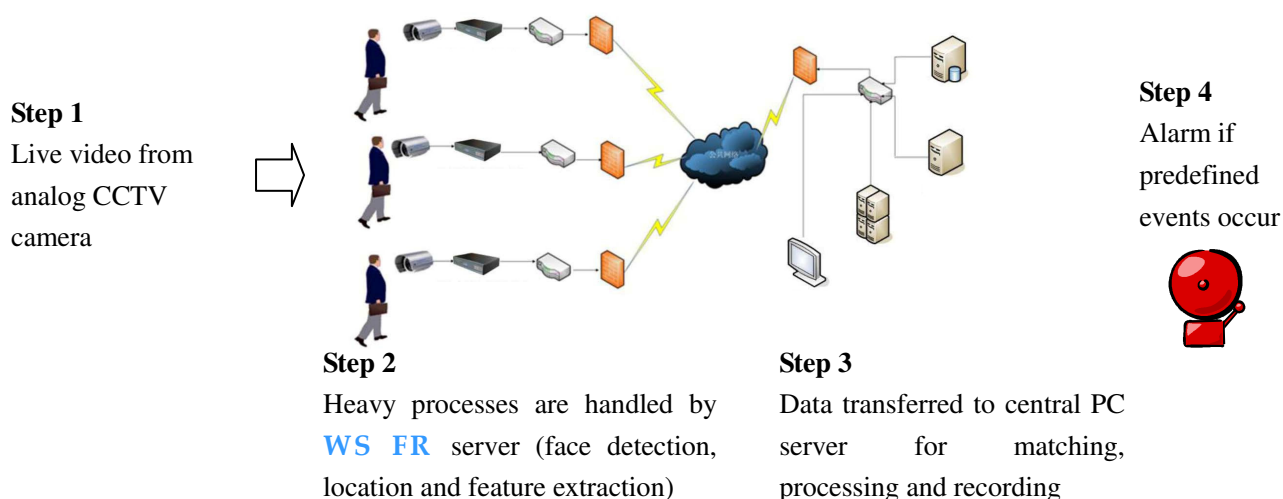 Step 1
Live video from
analog CCTV
camera
Step 2
Heavy processes are handled by
WS FR server (face detection,
location and feature extraction)
Step 3
Data transferred to central PC
server for matching,
processing and recording
Step 4
Alarm if
predefined
events occur